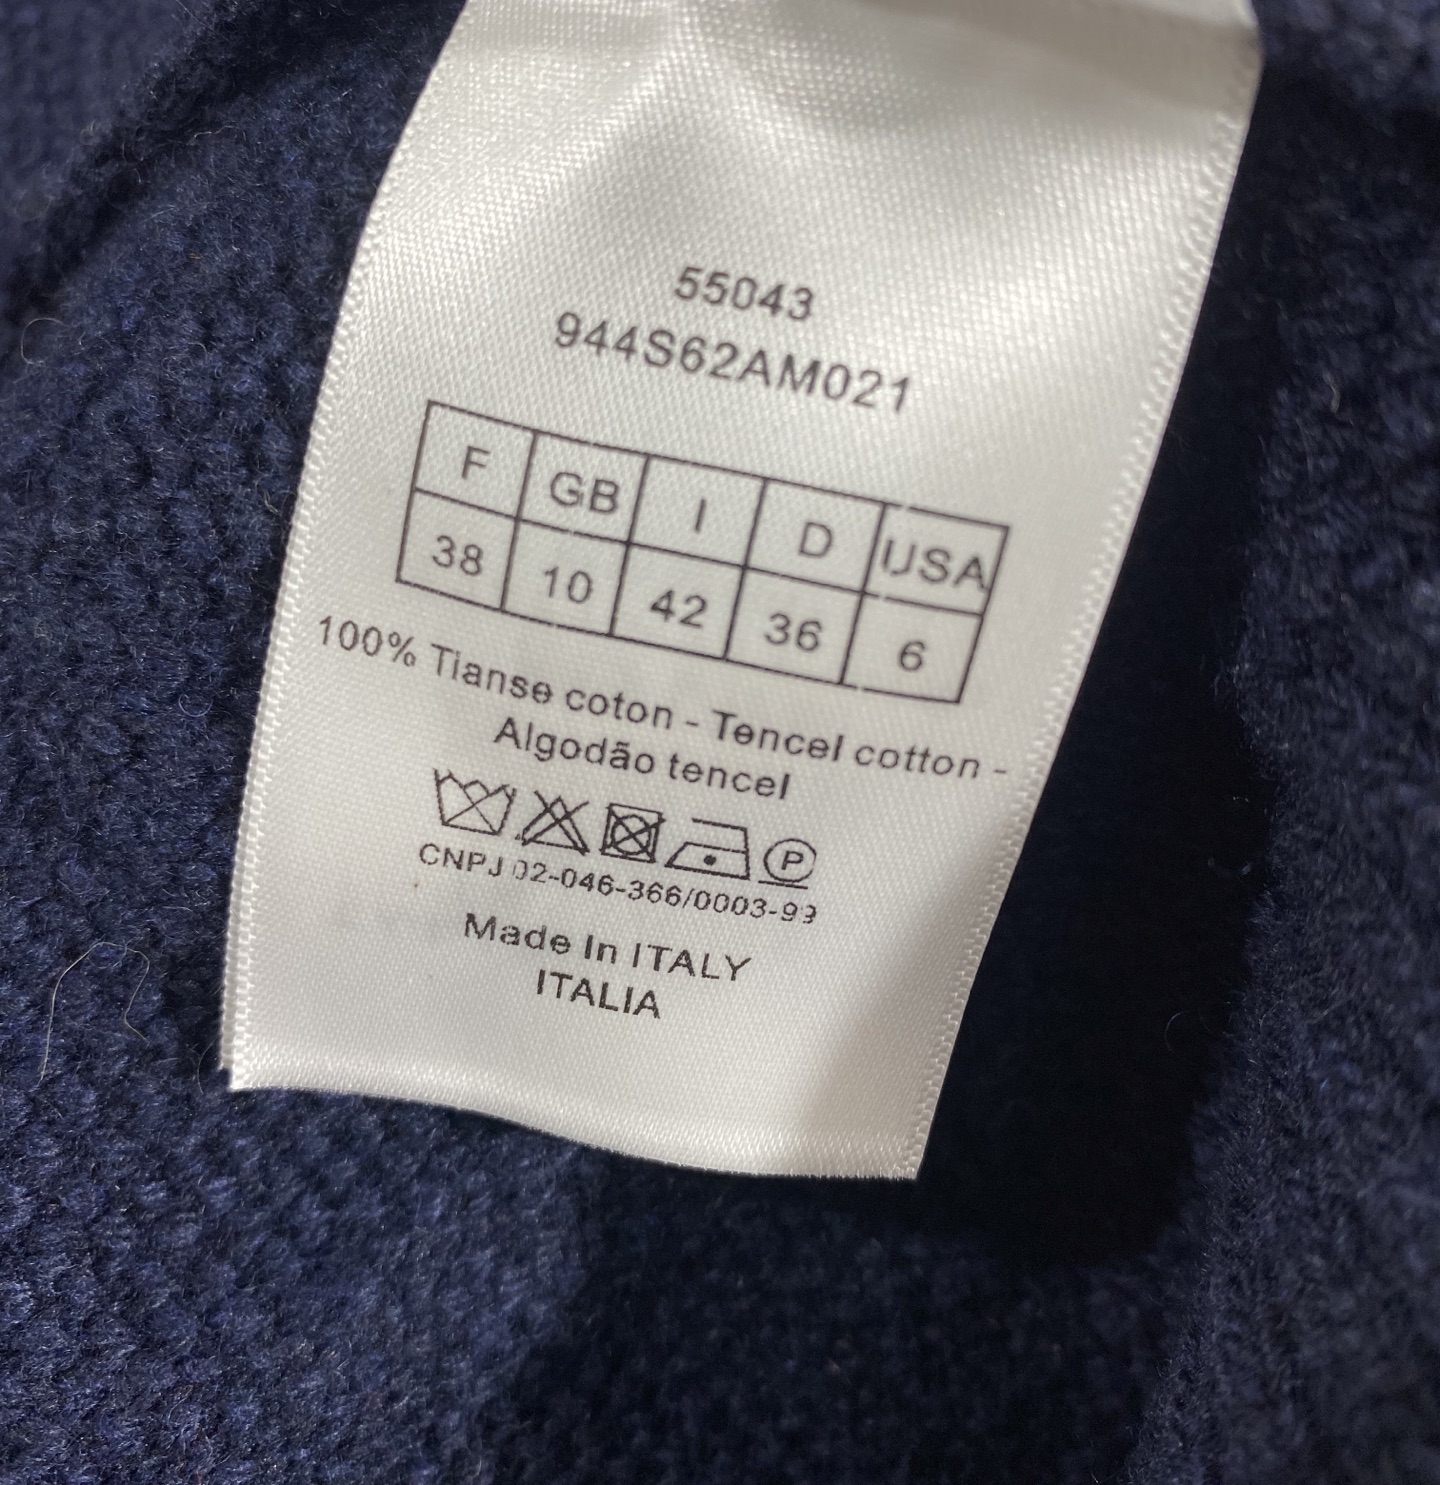 55043
944S62AM021
F GB I D USA
38 10 42 36 6
100% Tianse coton - Tencel cotton -
Algodão tencel
P
CNPJ 02-046-366/0003-99
Made In ITALY
ITALIA